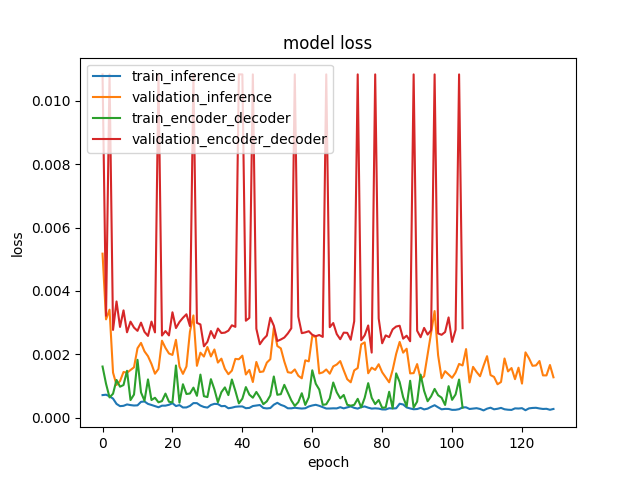 model loss
train_inference
validation_inference
train_encoder_decoder
validation_encoder_decoder
0.010
0.008
0.006
0.004
0.002
0.000
loss
0 20 40 60 80 100 120
epoch